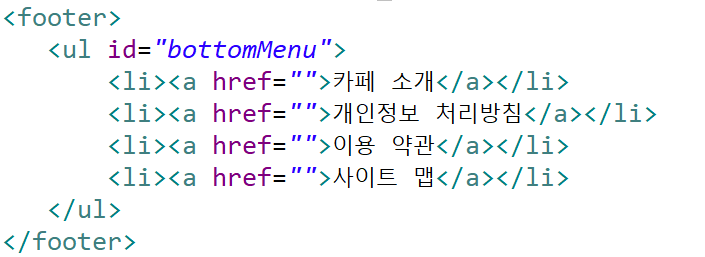 <footer>
<ul id="bottomMenu">
<li><a href="">카페 소개</a></li>
<li><a href="">개인정보 처리방침</a></li>
<li><a href="">이용 약관</a></li>
<li><a href="">사이트 맵</a></li>
</ul>
</footer>